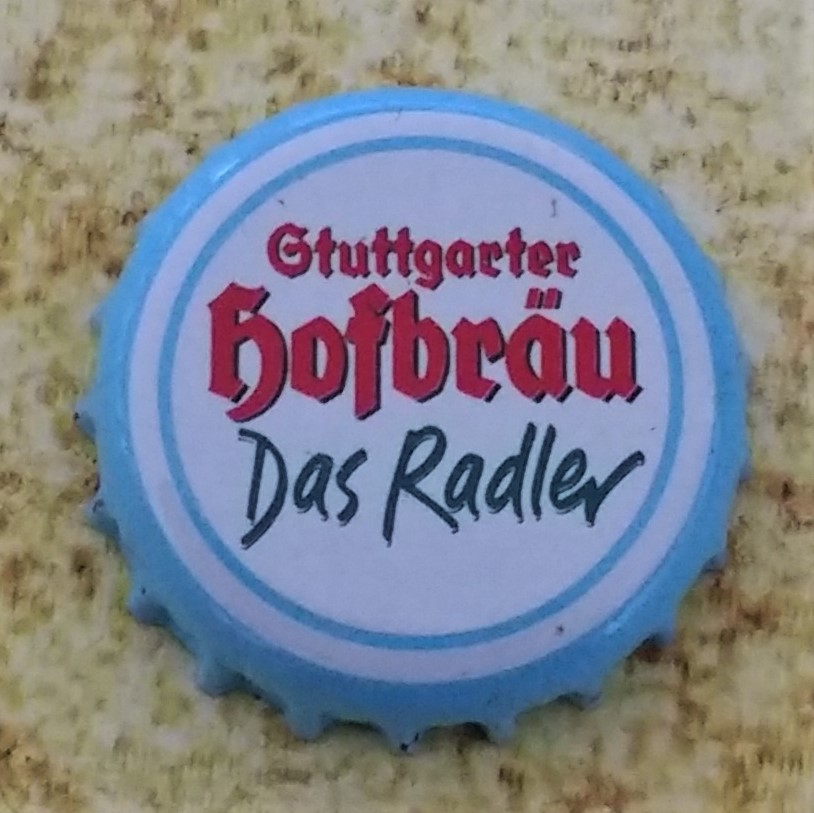 Stuttgarter
Hofbräu
Das Radler